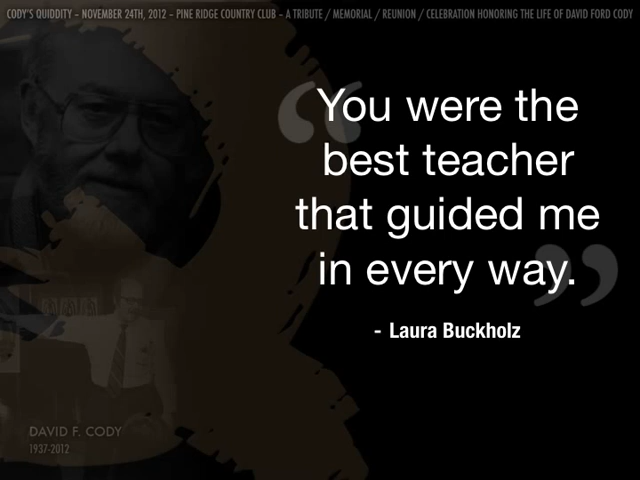 CODY'S QUIDDITY – NOVEMBER 24TH, 2012 – PINE RIDGE COUNTRY CLUB – A TRIBUTE / MEMORIAL / REUNION / CELEBRATION HONORING THE LIFE OF DAVID FORD CODY
“You were the
best teacher
that guided me
in every way.”
- Laura Buckholz
DAVID F. CODY
1937-2012